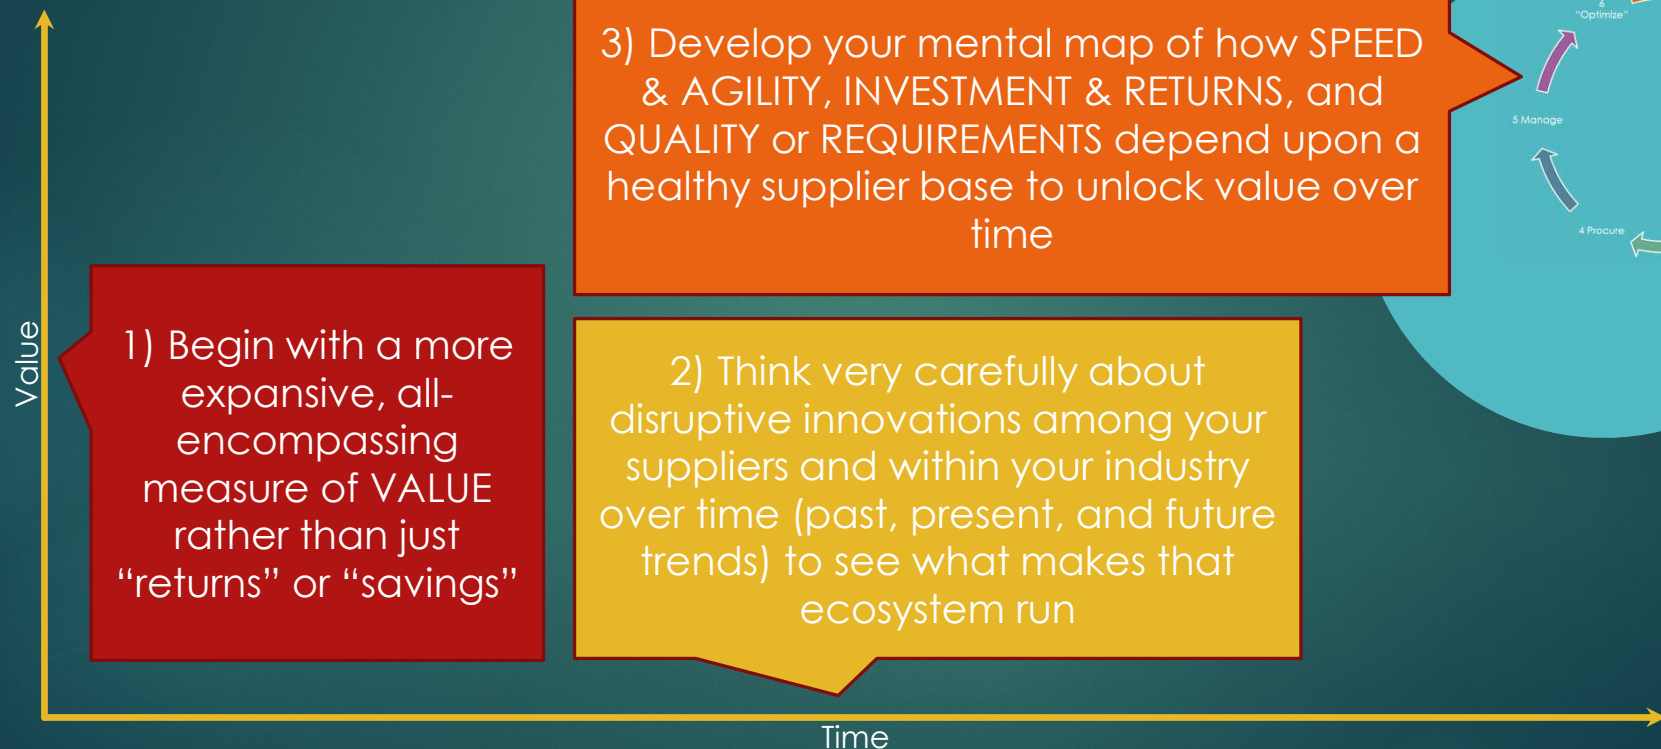 6
"Optimize"
3) Develop your mental map of how SPEED
& AGILITY, INVESTMENT & RETURNS, and
QUALITY or REQUIREMENTS depend upon a
healthy supplier base to unlock value over
time
5 Manage
4 Procure
Value
1) Begin with a more
expansive, all-
encompassing
measure of VALUE
rather than just
“returns” or “savings”
2) Think very carefully about
disruptive innovations among your
suppliers and within your industry
over time (past, present, and future
trends) to see what makes that
ecosystem run
Time